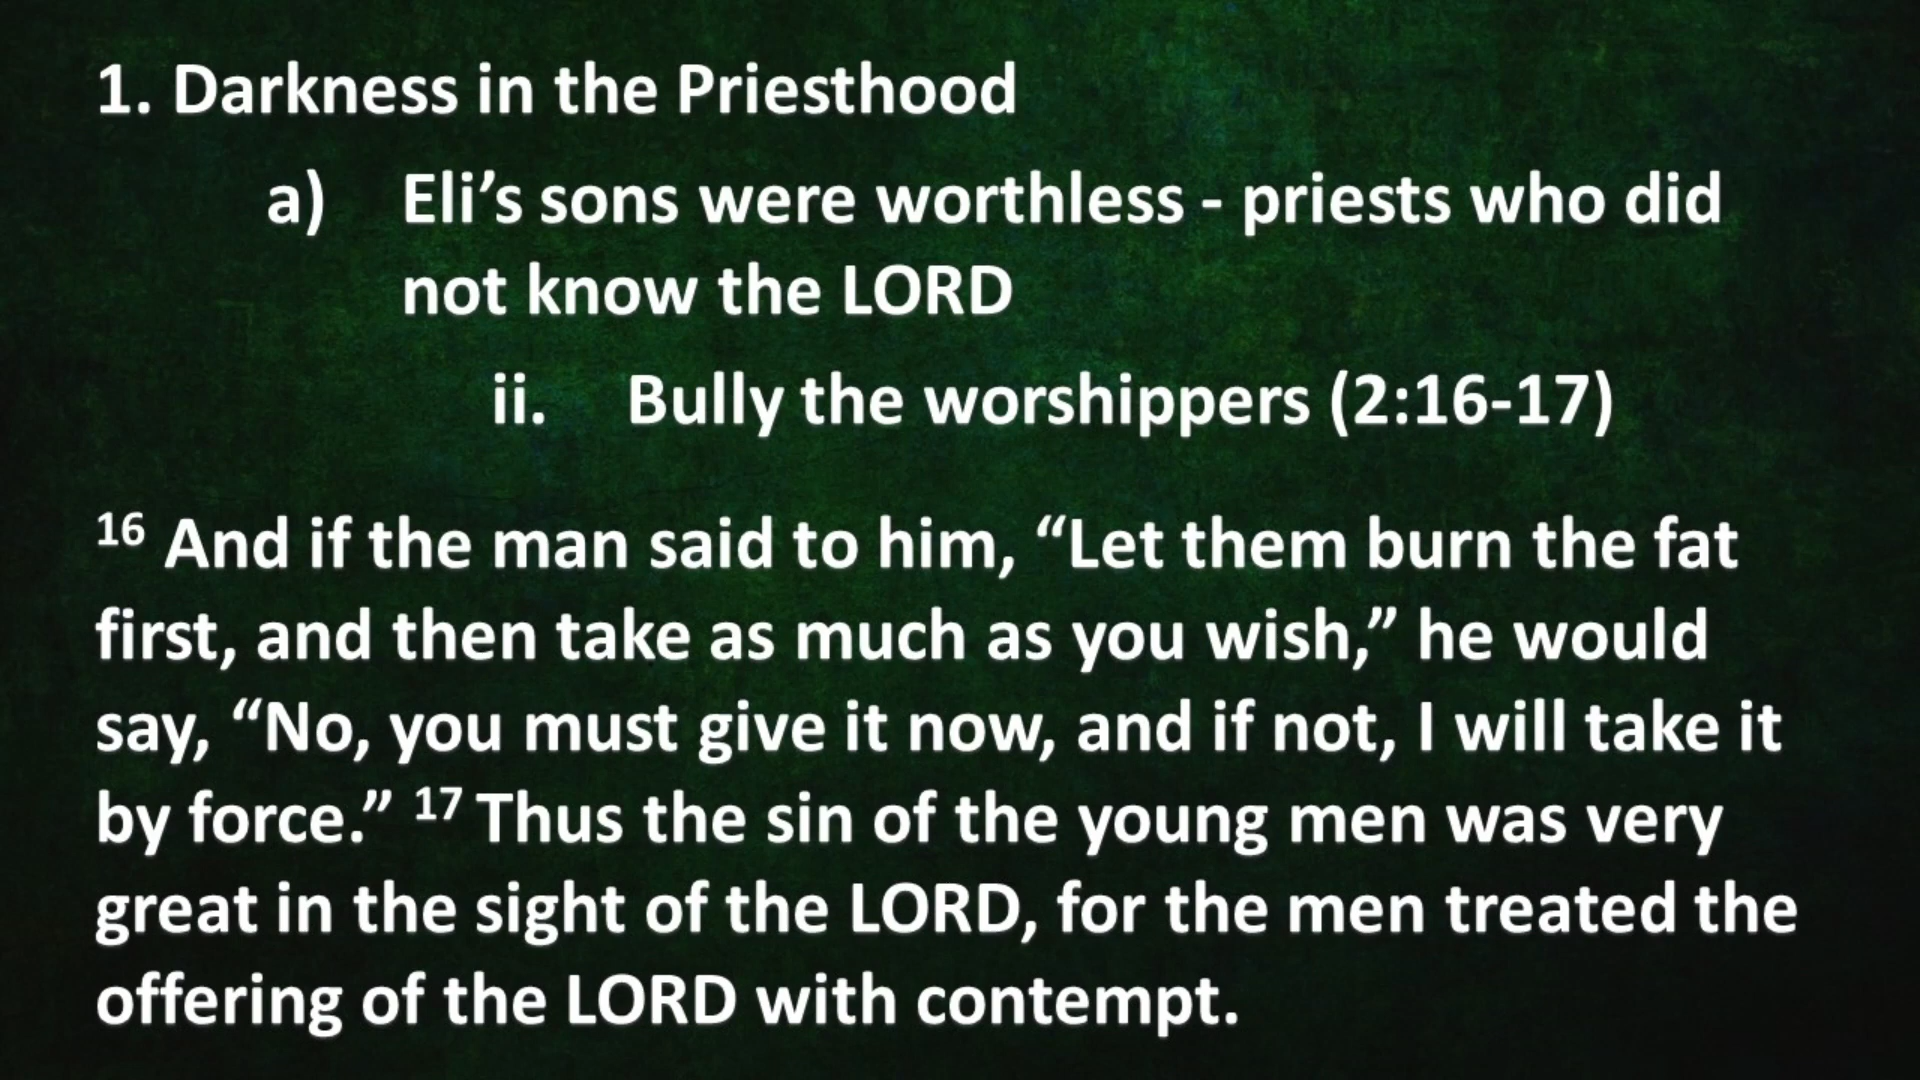 1. Darkness in the Priesthood
a) Eli’s sons were worthless - priests who did
not know the LORD
ii. Bully the worshippers (2:16-17)
16 And if the man said to him, “Let them burn the fat
first, and then take as much as you wish,” he would
say, “No, you must give it now, and if not, I will take it
by force.” 17 Thus the sin of the young men was very
great in the sight of the LORD, for the men treated the
offering of the LORD with contempt.